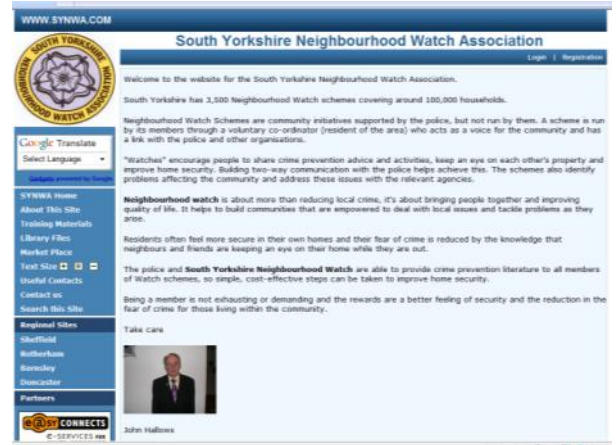 WWW.SYNWA.COM
SOUTH YORKSHIRE
NEIGHBOURHOOD WATCH ASSOCIATION
South Yorkshire Neighbourhood Watch Association
Login | Registration
Google Translate
Select Language
Gadgets powered by Google
SYNWA Home
About This Site
Training Materials
Library Files
Market Place
Text Size + = -
Useful Contacts
Contact us
Search this Site
Regional Sites
Sheffield
Rotherham
Barnsley
Doncaster
Partners
e@sy CONNECTS
e-SERVICES FOR
Welcome to the website for the South Yorkshire Neighbourhood Watch Association.
South Yorkshire has 3,500 Neighbourhood Watch schemes covering around 100,000 households.
Neighbourhood Watch Schemes are community initiatives supported by the police, but not run by them. A scheme is run
by its members through a voluntary co-ordinator (resident of the area) who acts as a voice for the community and has
a link with the police and other organisations.
"Watches" encourage people to share crime prevention advice and activities, keep an eye on each other's property and
improve home security. Building two-way communication with the police helps achieve this. The schemes also identify
problems affecting the community and address these issues with the relevant agencies.
Neighbourhood watch is about more than reducing local crime, it's about bringing people together and improving
quality of life. It helps to build communities that are empowered to deal with local issues and tackle problems as they
arise.
Residents often feel more secure in their own homes and their fear of crime is reduced by the knowledge that
neighbours and friends are keeping an eye on their home while they are out.
The police and South Yorkshire Neighbourhood Watch are able to provide crime prevention literature to all members
of Watch schemes, so simple, cost-effective steps can be taken to improve home security.
Being a member is not exhausting or demanding and the rewards are a better feeling of security and the reduction in the
fear of crime for those living within the community.
Take care
John Hallows